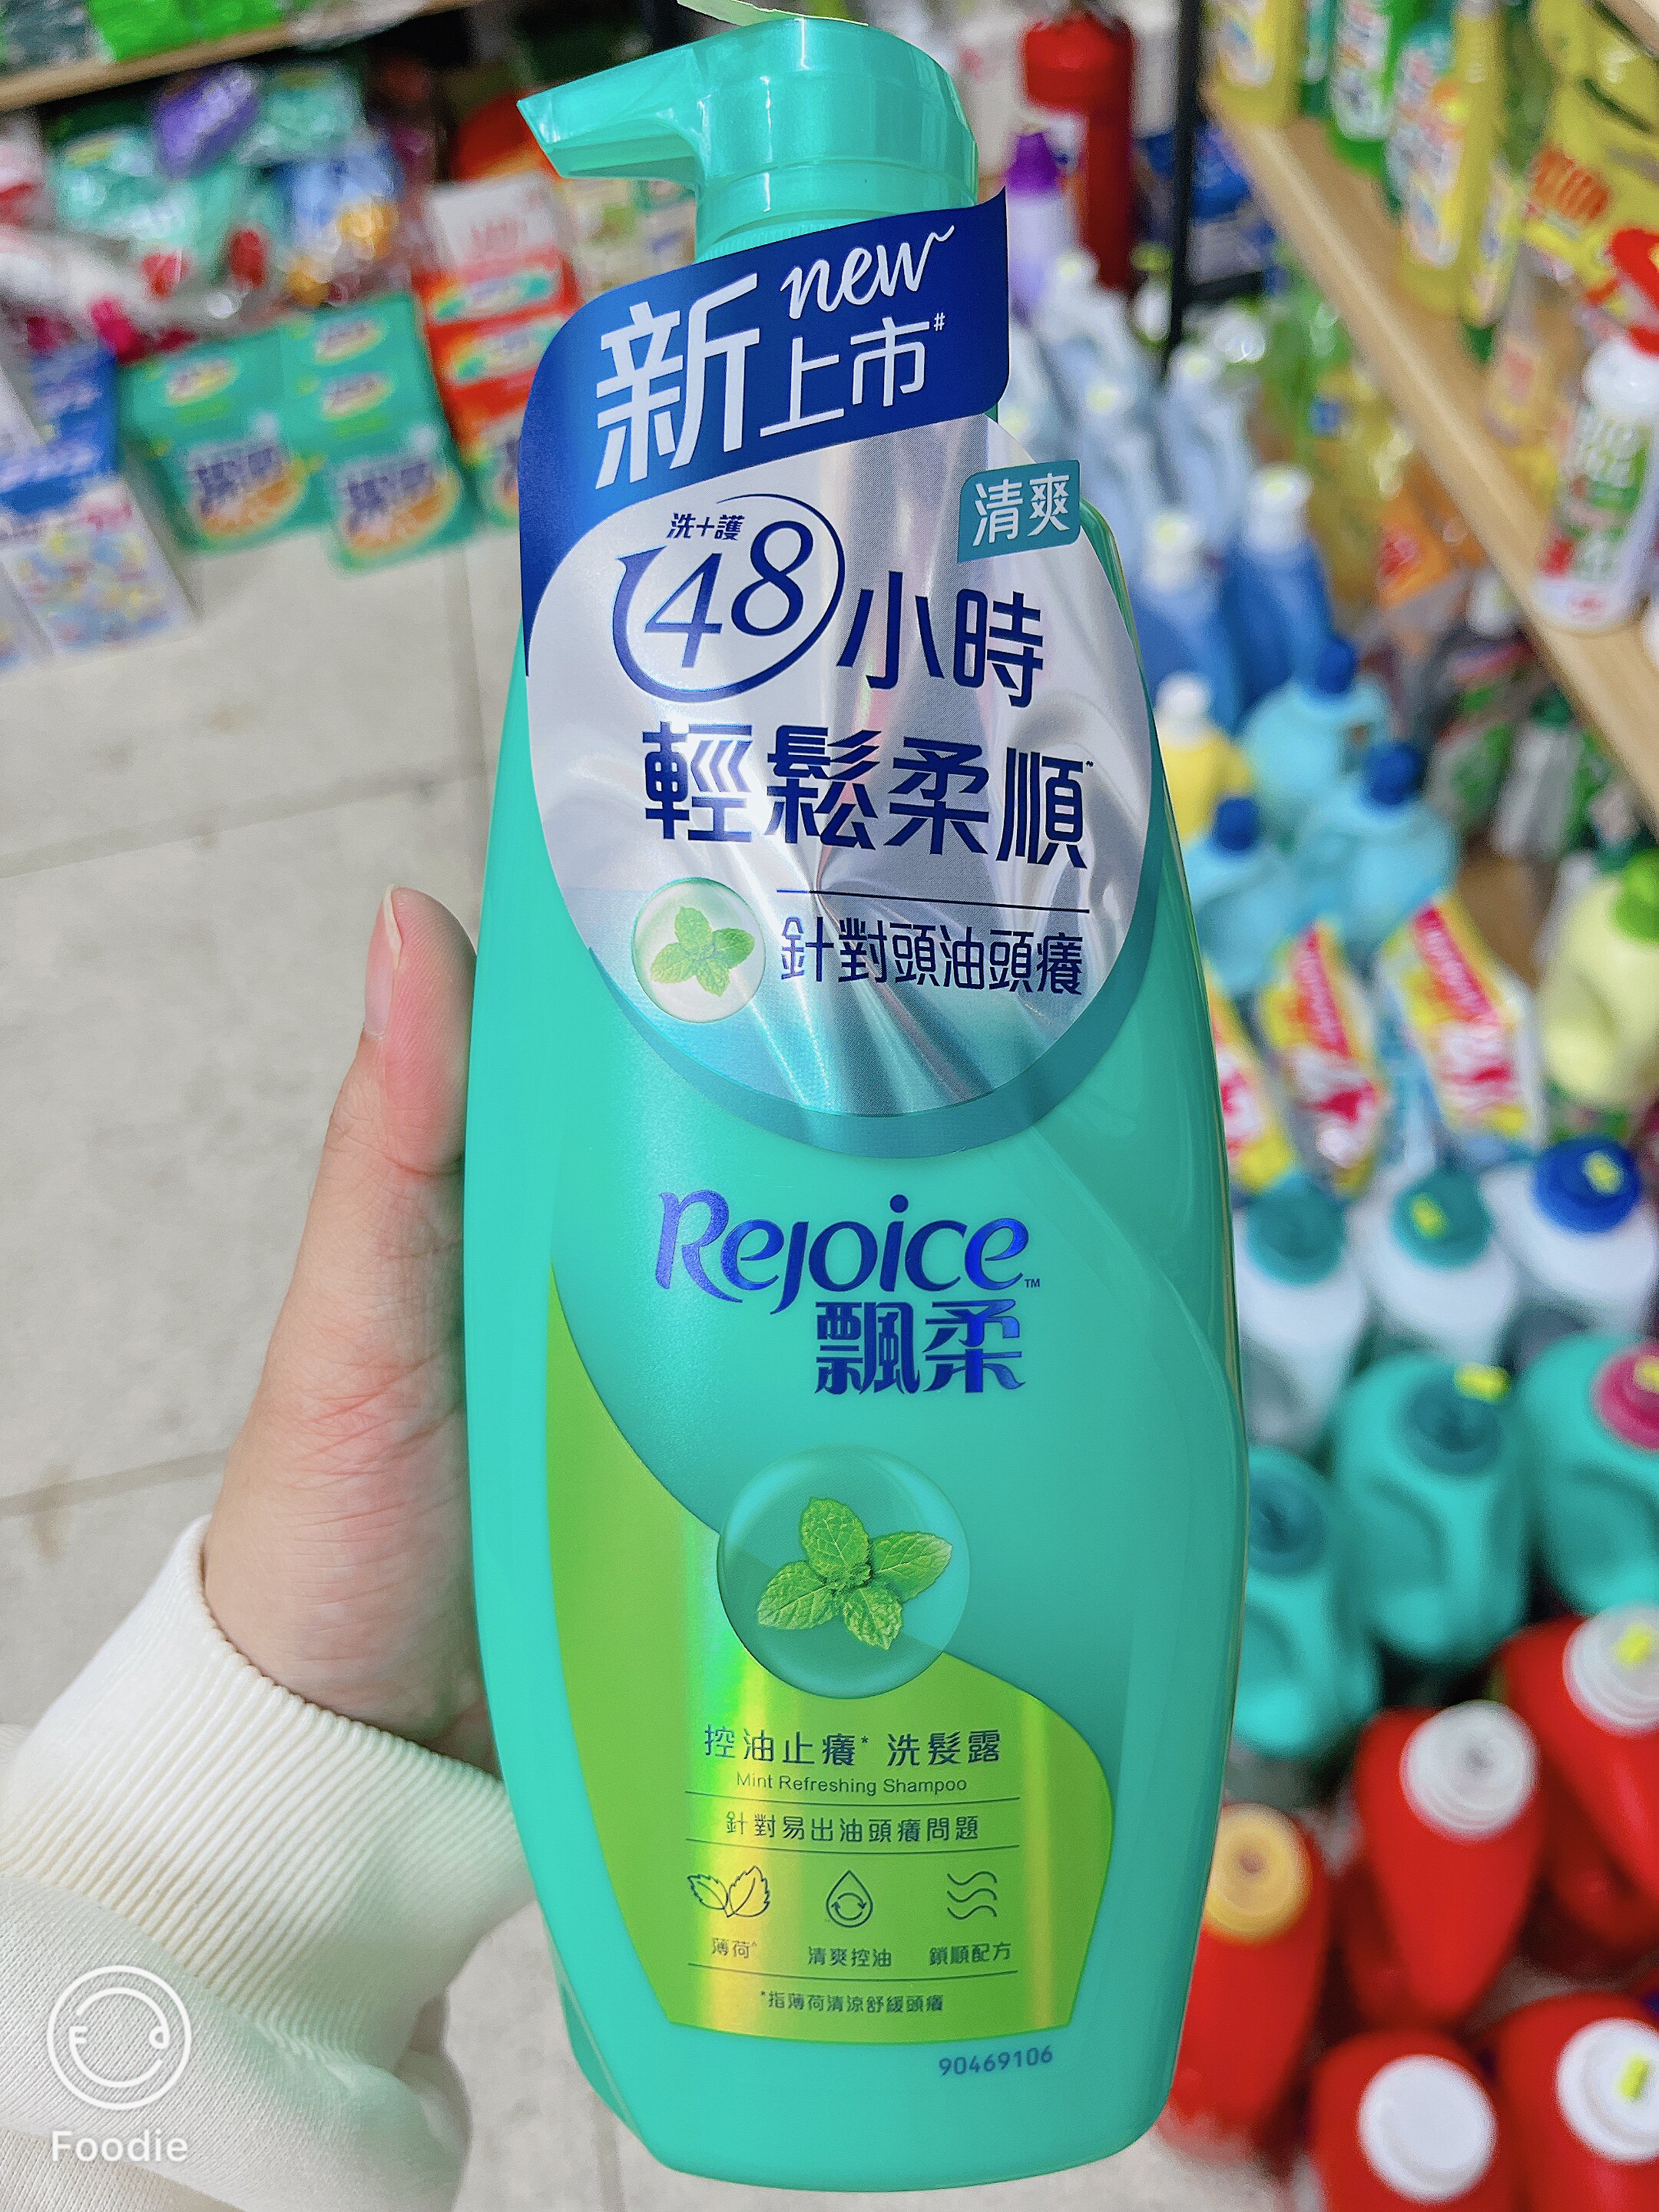 new
新上市#
清爽
洗+護
48小時
輕鬆柔順~
針對頭油頭癢
Rejoice™
飄柔
控油止癢* 洗髮露
Mint Refreshing Shampoo
針對易出油頭癢問題
薄荷^ 清爽控油 鎖順配方
*指薄荷清涼舒緩頭癢
90469106
Foodie